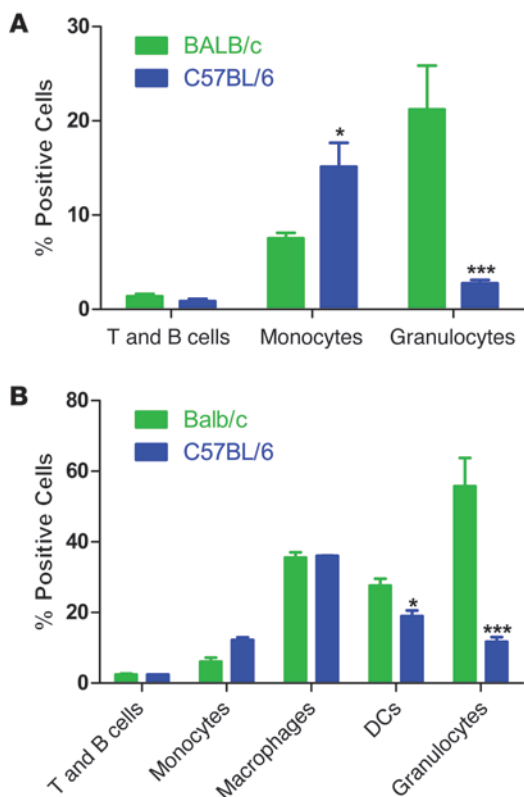 A
30
20
10
0
% Positive Cells
BALB/c
C57BL/6
*
***
T and B cells
Monocytes
Granulocytes
B
80
60
40
20
0
% Positive Cells
Balb/c
C57BL/6
*
***
T and B cells
Monocytes
Macrophages
DCs
Granulocytes